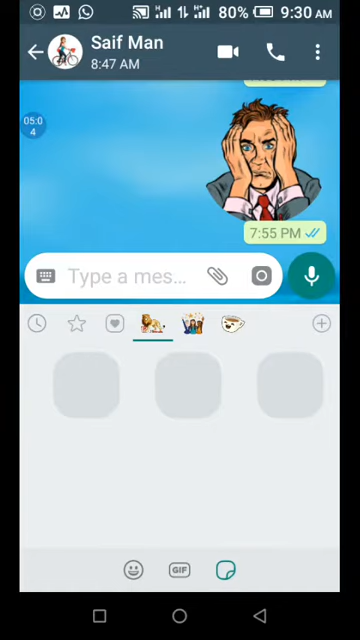 80% 9:30 AM
Saif Man
8:47 AM
05:0
4
7:55 PM
Type a mes...
GIF